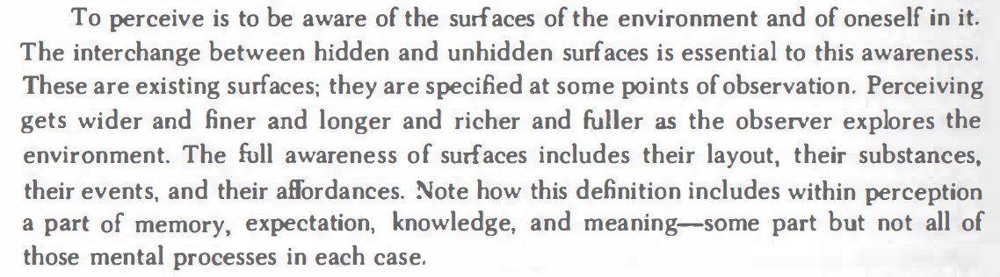 To perceive is to be aware of the surfaces of the environment and of oneself in it.
The interchange between hidden and unhidden surfaces is essential to this awareness.
These are existing surfaces; they are specified at some points of observation. Perceiving
gets wider and finer and longer and richer and fuller as the observer explores the
environment. The full awareness of surfaces includes their layout, their substances,
their events, and their affordances. Note how this definition includes within perception
a part of memory, expectation, knowledge, and meaning—some part but not all of
those mental processes in each case.